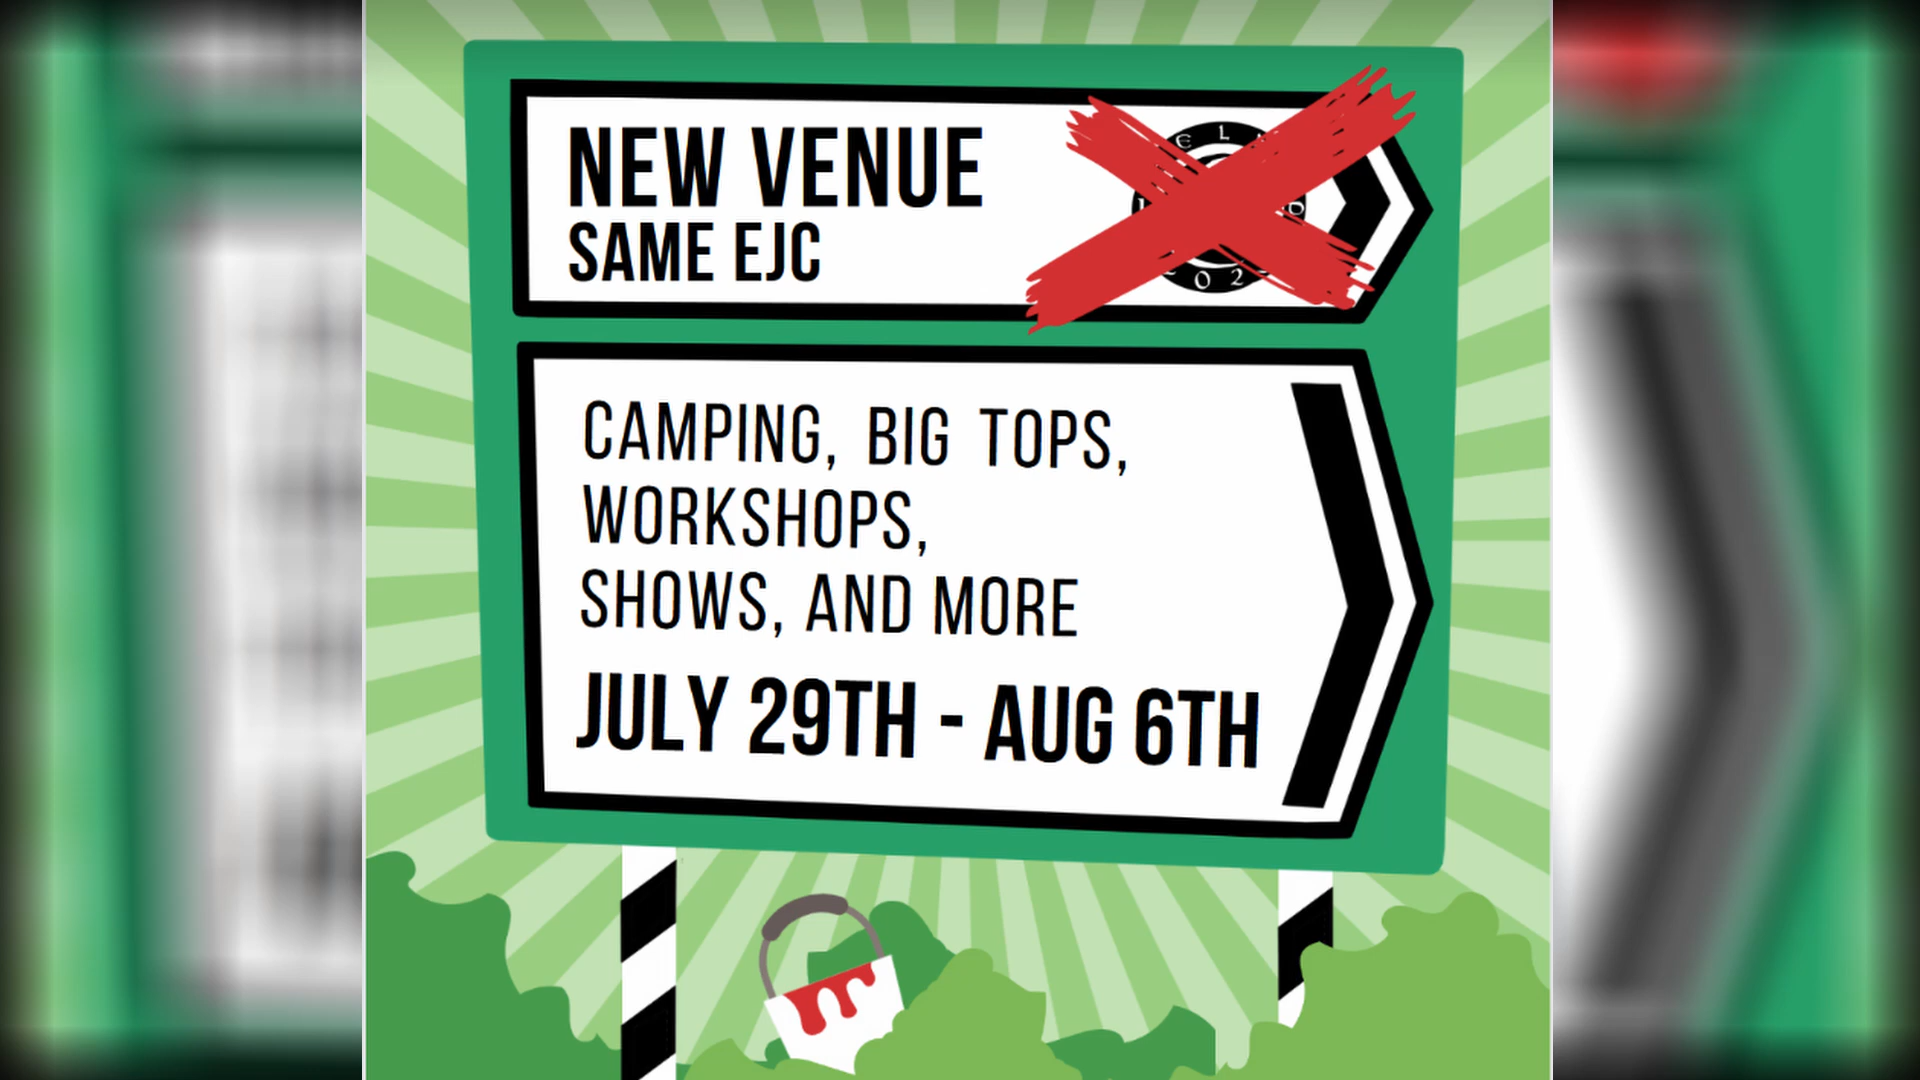 NEW VENUE
SAME EJC
CAMPING, BIG TOPS,
WORKSHOPS,
SHOWS, AND MORE
JULY 29TH - AUG 6TH